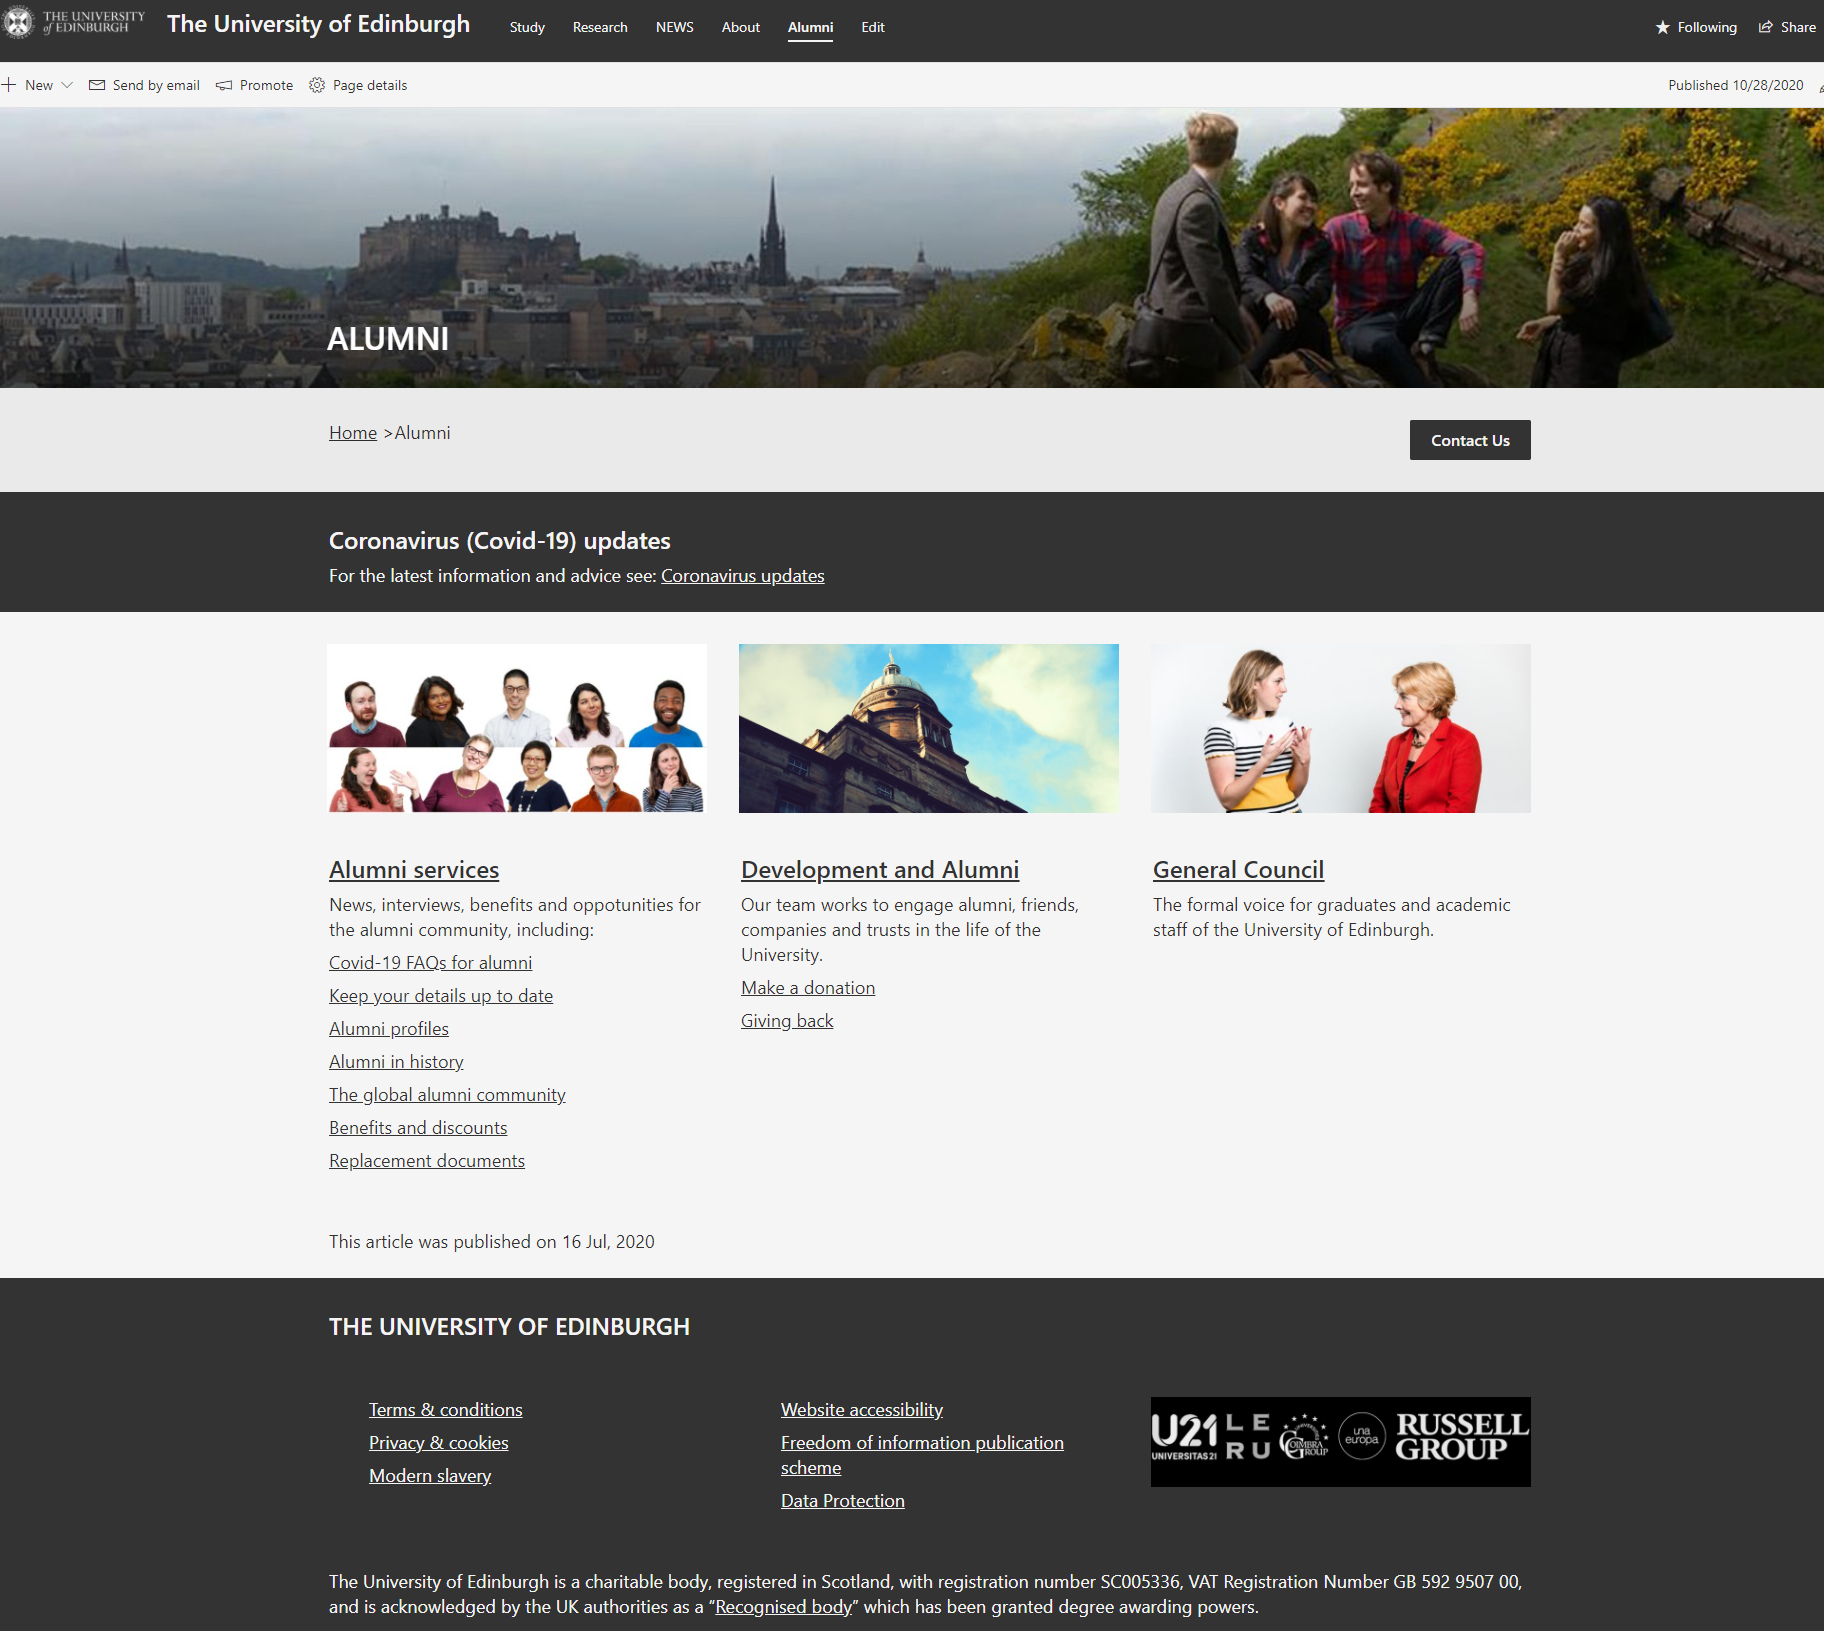 THE UNIVERSITY
of EDINBURGH
The University of Edinburgh
Study
Research
NEWS
About
Alumni
Edit
Following
Share
New
Send by email
Promote
Page details
Published 10/28/2020
ALUMNI
Home >Alumni
Contact Us
Coronavirus (Covid-19) updates
For the latest information and advice see: Coronavirus updates
Alumni services
News, interviews, benefits and oppotunities for
the alumni community, including:
Covid-19 FAQs for alumni
Keep your details up to date
Alumni profiles
Alumni in history
The global alumni community
Benefits and discounts
Replacement documents
Development and Alumni
Our team works to engage alumni, friends,
companies and trusts in the life of the
University.
Make a donation
Giving back
General Council
The formal voice for graduates and academic
staff of the University of Edinburgh.
This article was published on 16 Jul, 2020
THE UNIVERSITY OF EDINBURGH
Terms & conditions
Privacy & cookies
Modern slavery
Website accessibility
Freedom of information publication
scheme
Data Protection
U21
UNIVERSITAS 21
L E
R U
COIMBRA
GROUP
una
europa
RUSSELL
GROUP
The University of Edinburgh is a charitable body, registered in Scotland, with registration number SC005336, VAT Registration Number GB 592 9507 00,
and is acknowledged by the UK authorities as a “Recognised body” which has been granted degree awarding powers.